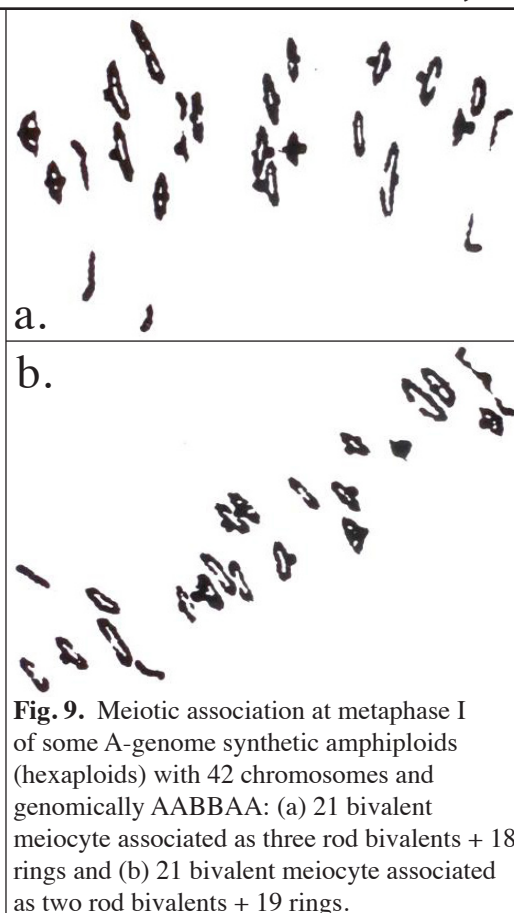 a.
b.
Fig. 9. Meiotic association at metaphase I
of some A-genome synthetic amphiploids
(hexaploids) with 42 chromosomes and
genomically AABBAA: (a) 21 bivalent
meiocyte associated as three rod bivalents + 18
rings and (b) 21 bivalent meiocyte associated
as two rod bivalents + 19 rings.